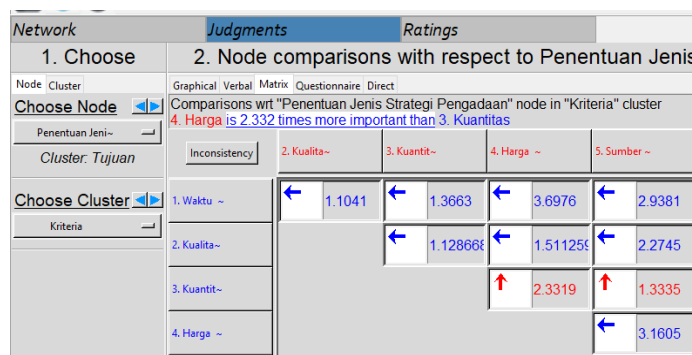 Network Judgments Ratings
1. Choose 2. Node comparisons with respect to Penentuan Jenis
Node Cluster Graphical Verbal Matrix Questionnaire Direct
Choose Node Comparisons wrt "Penentuan Jenis Strategi Pengadaan" node in "Kriteria" cluster
4. Harga is 2.332 times more important than 3. Kuantitas
Penentuan Jeni~
Cluster: Tujuan
Inconsistency 2. Kualita~ 3. Kuantit~ 4. Harga ~ 5. Sumber ~
Choose Cluster
Kriteria
1. Waktu ~ 1.1041 1.3663 3.6976 2.9381
2. Kualita~ 1.128668 1.511259 2.2745
3. Kuantit~ 2.3319 1.3335
4. Harga ~ 3.1605